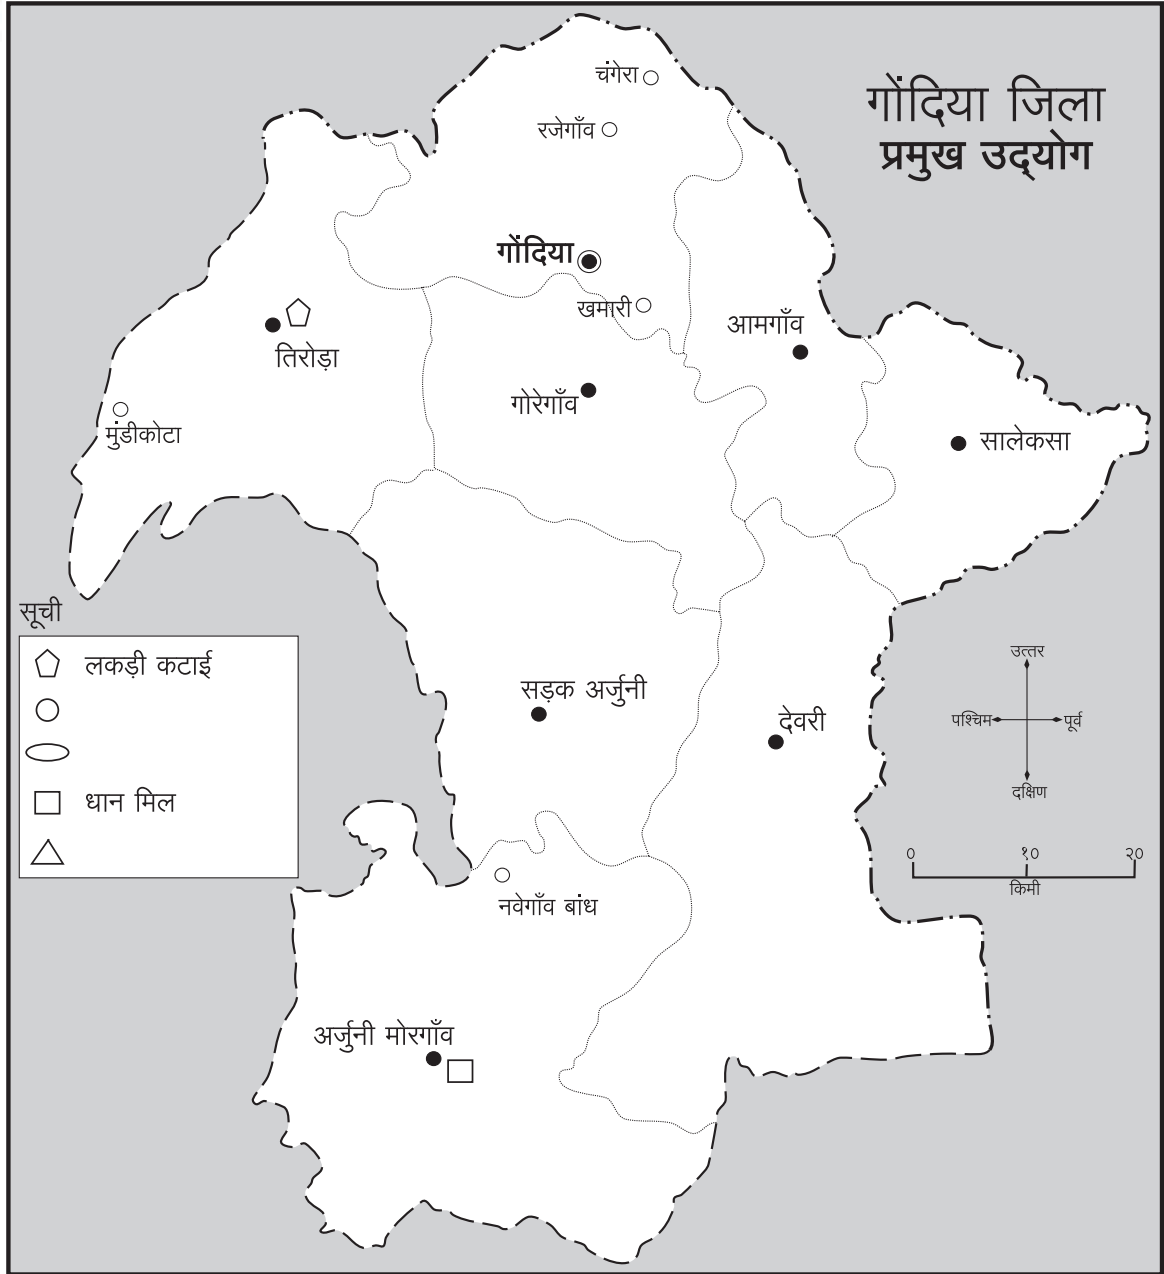 गोंदिया जिला
प्रमुख उद्‌योग
चंगेरा
रजेगाँव
गोंदिया
खमारी
आमगाँव
तिरोड़ा
गोरेगाँव
मुंडीकोटा
सालेकसा
सूची
लकड़ी कटाई
धान मिल
सड़क अर्जुनी
देवरी
उत्तर
पश्चिम पूर्व
दक्षिण
० १० २०
किमी
नवेगाँव बांध
अर्जुनी मोरगाँव